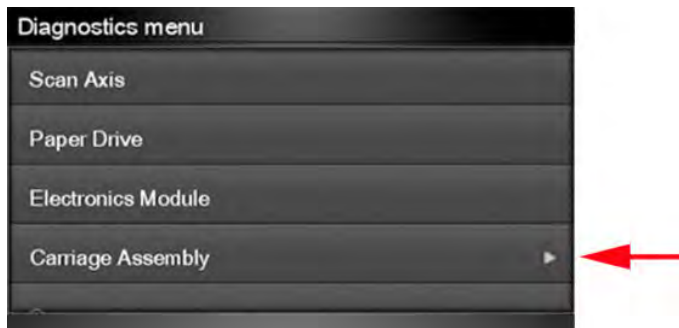 Diagnostics menu
Scan Axis
Paper Drive
Electronics Module
Carriage Assembly